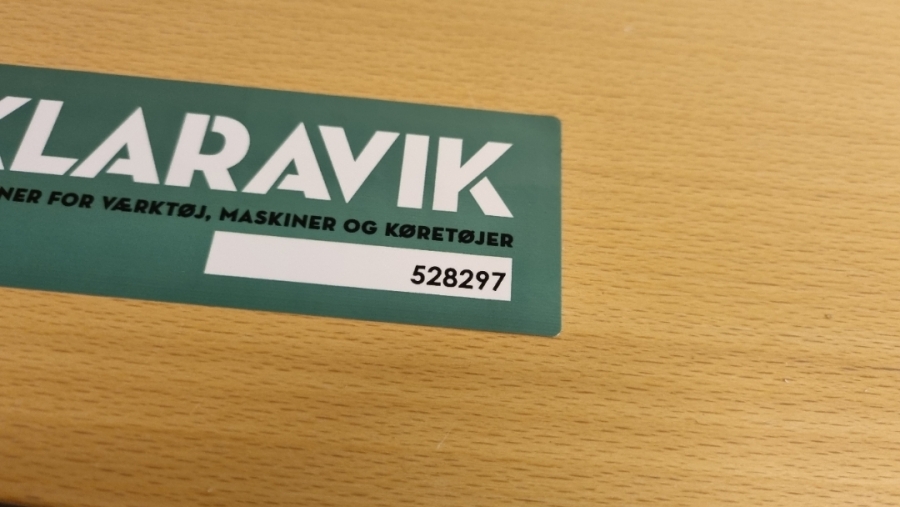 KLARAVIK
NER FOR VÆRKTØJ, MASKINER OG KØRETØJER
528297